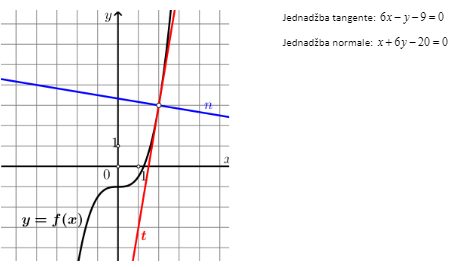 y
Jednadžba tangente: 6x − y − 9 = 0
Jednadžba normale: x + 6y − 20 = 0
n
1
x
0
1
y = f(x)
t